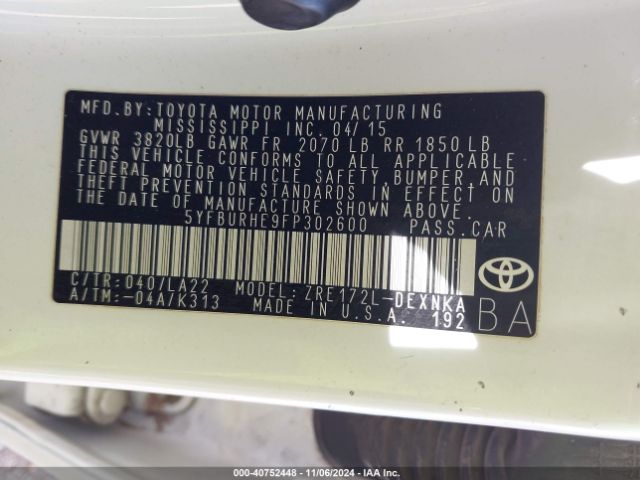 MFD. BY: TOYOTA MOTOR MANUFACTURING
MISSISSIPPI INC. 04/15
GVWR 3820LB GAWR FR 2070 LB RR 1850 LB
THIS VEHICLE CONFORMS TO ALL APPLICABLE
FEDERAL MOTOR VEHICLE SAFETY, BUMPER, AND
THEFT PREVENTION STANDARDS IN EFFECT ON
THE DATE OF MANUFACTURE SHOWN ABOVE.
5YFBURHE9FP302600 PASS. CAR
C/TR: 040/LA22 MODEL: ZRE172L-DEXNKA
A/TM: -04A/K313 MADE IN U.S.A. 192 BA
000-40752448 | 11/06/2024 | IAA Inc.